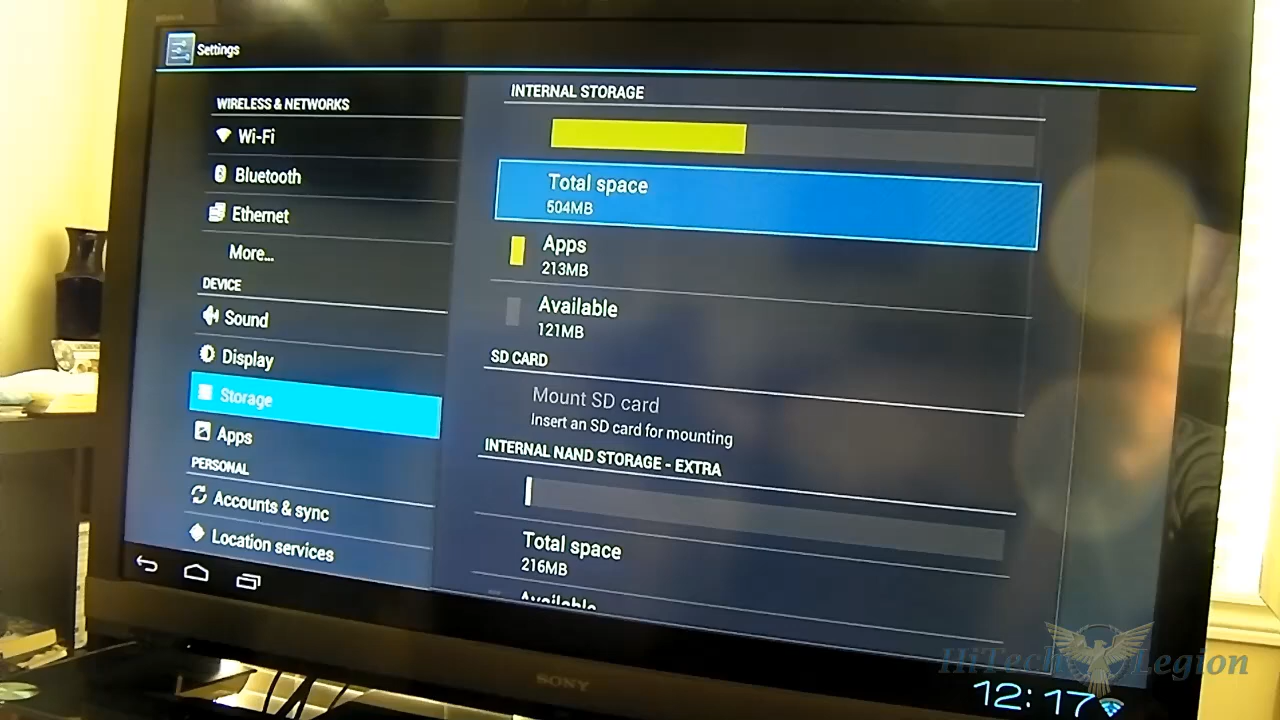 Settings
WIRELESS & NETWORKS
Wi-Fi
Bluetooth
Ethernet
More...
DEVICE
Sound
Display
Storage
Apps
PERSONAL
Accounts & sync
Location services
INTERNAL STORAGE
Total space
504MB
Apps
213MB
Available
121MB
SD CARD
Mount SD card
Insert an SD card for mounting
INTERNAL NAND STORAGE - EXTRA
Total space
216MB
Available
SONY
HiTech Legion
12:17